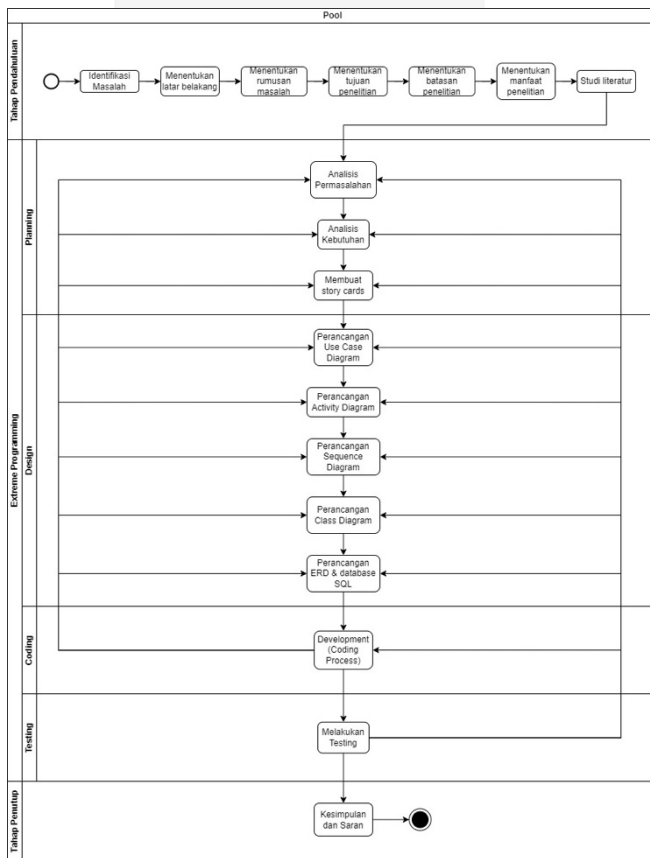 Pool
Tahap Pendahuluan
Identifikasi
Masalah
Menentukan
latar belakang
Menentukan
rumusan
masalah
Menentukan
tujuan
penelitian
Menentukan
batasan
penelitian
Menentukan
manfaat
penelitian
Studi literatur
Extreme Programming
Planning
Analisis
Permasalahan
Analisis
Kebutuhan
Membuat
story cards
Design
Perancangan
Use Case
Diagram
Perancangan
Activity Diagram
Perancangan
Sequence
Diagram
Perancangan
Class Diagram
Perancangan
ERD & database
SQL
Coding
Development
(Coding
Process)
Testing
Melakukan
Testing
Tahap Penutup
Kesimpulan
dan Saran